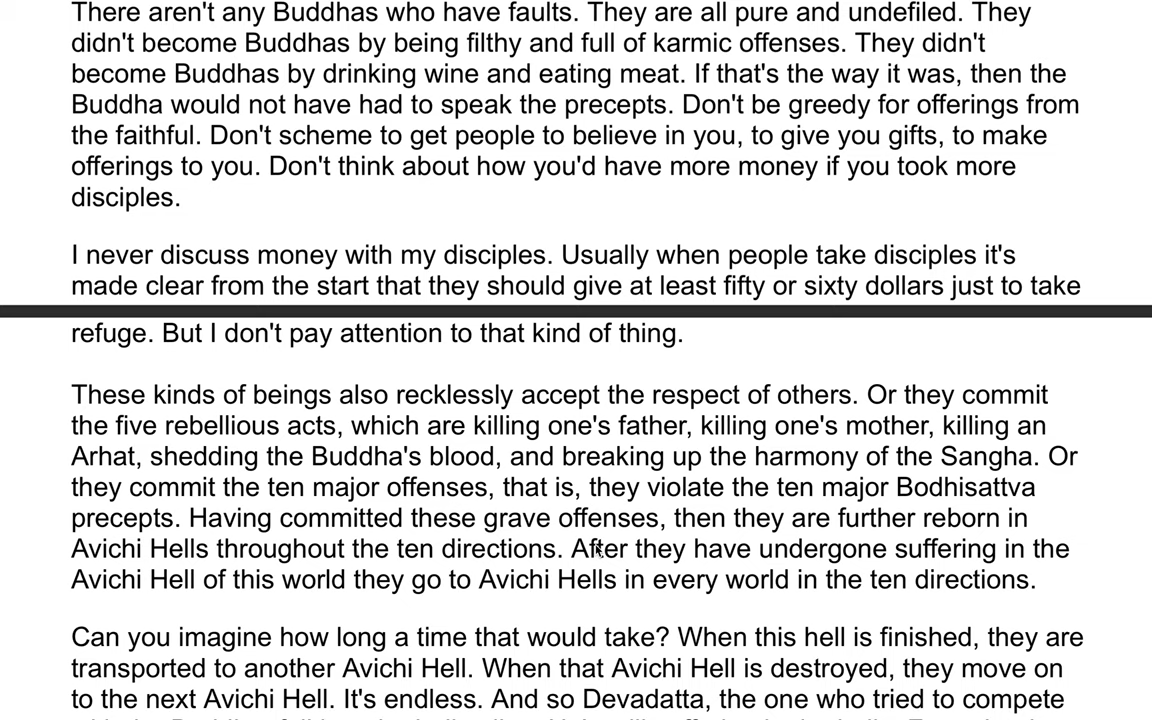 There aren't any Buddhas who have faults. They are all pure and undefiled. They
didn't become Buddhas by being filthy and full of karmic offenses. They didn't
become Buddhas by drinking wine and eating meat. If that's the way it was, then the
Buddha would not have had to speak the precepts. Don't be greedy for offerings from
the faithful. Don't scheme to get people to believe in you, to give you gifts, to make
offerings to you. Don't think about how you'd have more money if you took more
disciples.
I never discuss money with my disciples. Usually when people take disciples it's
made clear from the start that they should give at least fifty or sixty dollars just to take
refuge. But I don't pay attention to that kind of thing.
These kinds of beings also recklessly accept the respect of others. Or they commit
the five rebellious acts, which are killing one's father, killing one's mother, killing an
Arhat, shedding the Buddha's blood, and breaking up the harmony of the Sangha. Or
they commit the ten major offenses, that is, they violate the ten major Bodhisattva
precepts. Having committed these grave offenses, then they are further reborn in
Avichi Hells throughout the ten directions. After they have undergone suffering in the
Avichi Hell of this world they go to Avichi Hells in every world in the ten directions.
Can you imagine how long a time that would take? When this hell is finished, they are
transported to another Avichi Hell. When that Avichi Hell is destroyed, they move on
to the next Avichi Hell. It's endless. And so Devadatta, the one who tried to compete